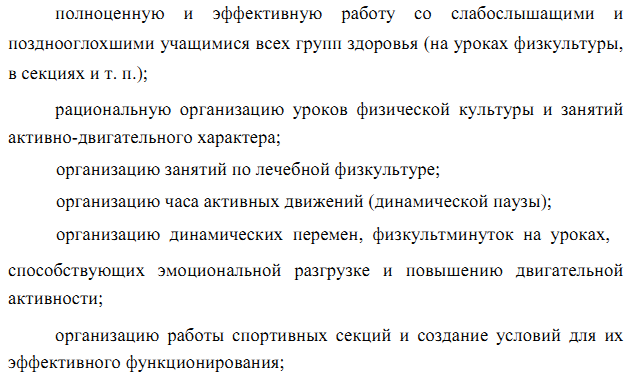 полноценную и эффективную работу со слабослышащими и
позднооглохшими учащимися всех групп здоровья (на уроках физкультуры,
в секциях и т. п.);
рациональную организацию уроков физической культуры и занятий
активно-двигательного характера;
организацию занятий по лечебной физкультуре;
организацию часа активных движений (динамической паузы);
организацию динамических перемен, физкультминуток на уроках,
способствующих эмоциональной разгрузке и повышению двигательной
активности;
организацию работы спортивных секций и создание условий для их
эффективного функционирования;